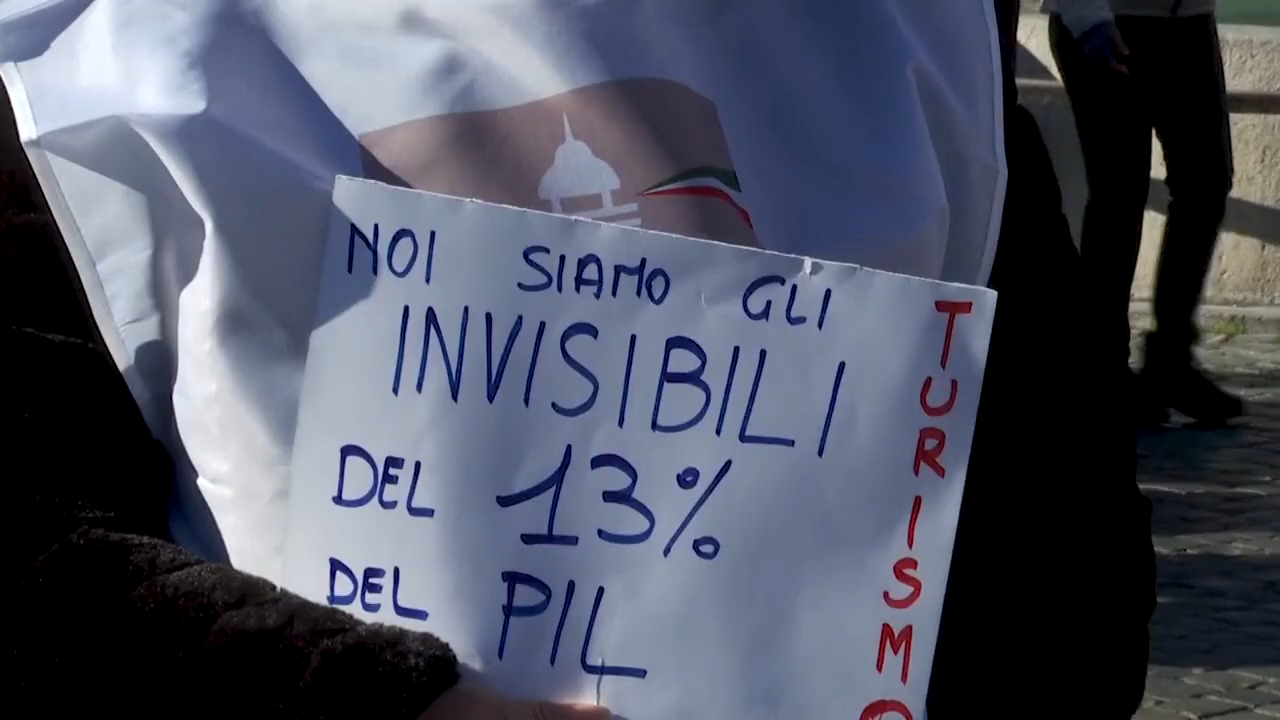 NOI SIAMO GLI
INVISIBILI
DEL 13%
DEL PIL
TURISMO